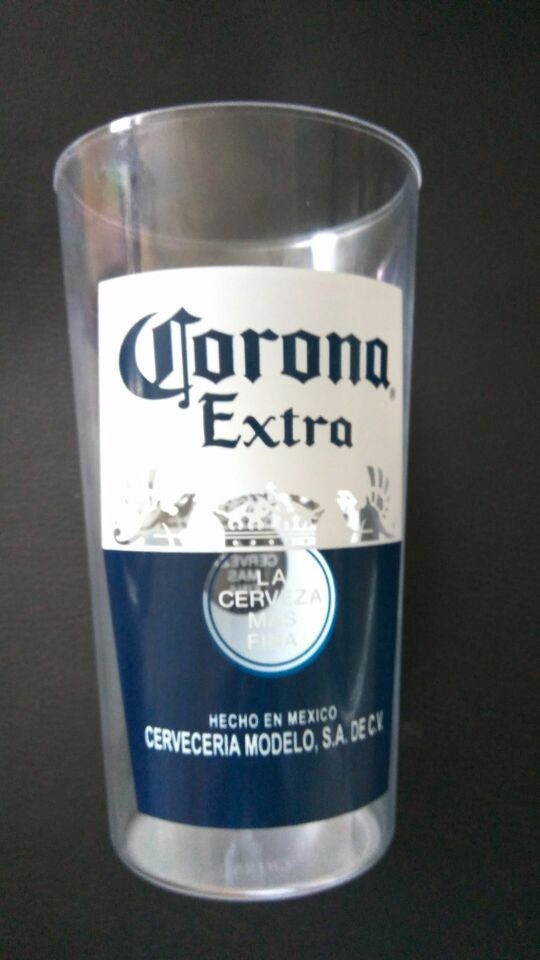 Corona
Extra
LA
CERVEZA
MAS
FINA
HECHO EN MEXICO
CERVECERIA MODELO, S.A. DE C.V.